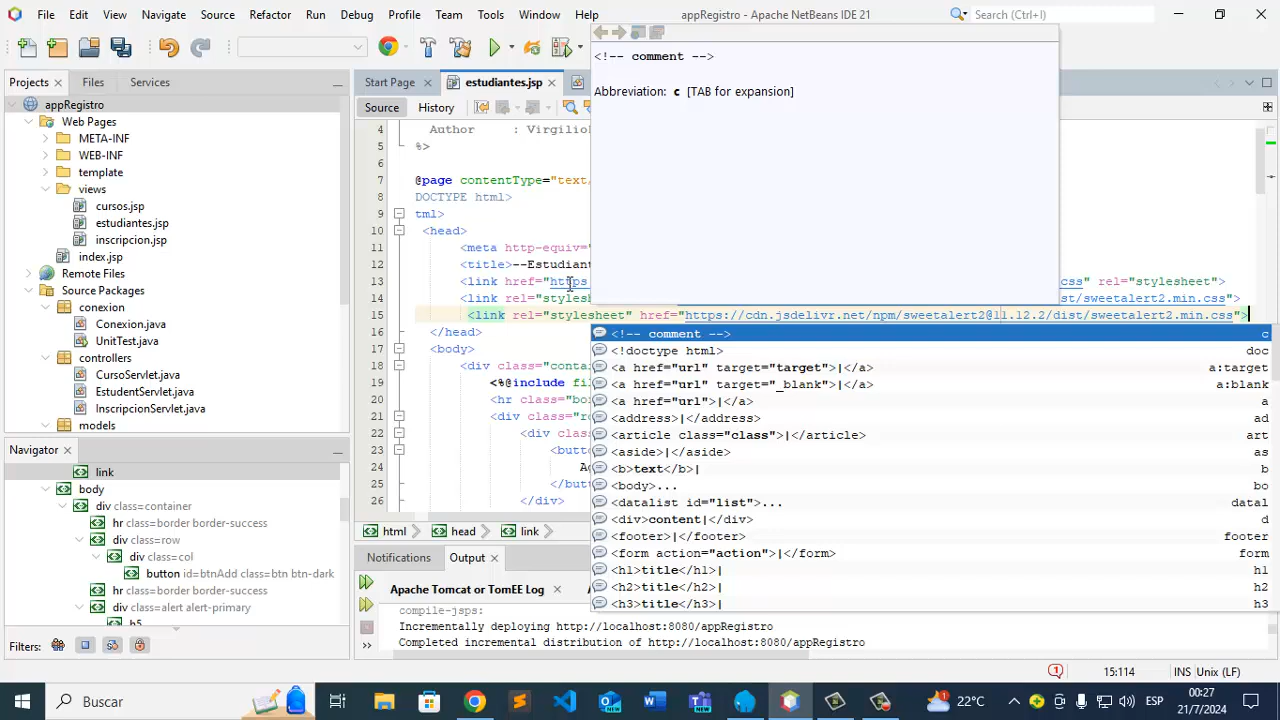 File Edit View Navigate Source Refactor Run Debug Profile Team Tools Window Help appRegistro - Apache NetBeans IDE 21 Search (Ctrl+I)
Projects Files Services
Start Page estudiantes.jsp
Source History
appRegistro
Web Pages
META-INF
WEB-INF
template
views
cursos.jsp
estudiantes.jsp
inscripcion.jsp
index.jsp
Remote Files
Source Packages
conexion
Conexion.java
UnitTest.java
controllers
CursoServlet.java
EstudentServlet.java
InscripcionServlet.java
models
Navigator
link
body
div class=container
hr class=border border-success
div class=row
div class=col
button id=btnAdd class=btn btn-dark
hr class=border border-success
div class=alert alert-primary
h5
Filters:
4 Author : Virgilio
5 %>
6
7 @page contentType="text/
8 DOCTYPE html>
9 tml>
10 <head>
11 <meta http-equiv="
12 <title>--Estudiant
13 <link href="https css" rel="stylesheet">
14 <link rel="stylesh st/sweetalert2.min.css">
15 <link rel="stylesheet" href="https://cdn.jsdelivr.net/npm/sweetalert2@11.12.2/dist/sweetalert2.min.css">
16 </head>
17 <body>
18 <div class="conta
19 <%@include fi
20 <hr class="bor
21 <div class="r
22 <div clas
23 <butt
24 A
25 </but
26 </div>
<!-- comment -->
Abbreviation: c [TAB for expansion]
<!-- comment --> c
<!doctype html> doc
<a href="url" target="target">|</a> a:target
<a href="url" target="_blank">|</a> a:blank
<a href="url">|</a> a
<address>|</address> ad
<article class="class">|</article> art
<aside>|</aside> as
<b>text</b>| b
<body>... bo
<datalist id="list">... datal
<div>content|</div> d
<footer>|</footer> footer
<form action="action">|</form> form
<h1>title</h1>| h1
<h2>title</h2>| h2
<h3>title</h3>| h3
html head link
Notifications Output
Apache Tomcat or TomEE Log
compile-jsps:
Incrementally deploying http://localhost:8080/appRegistro
Completed incremental distribution of http://localhost:8080/appRegistro
1 15:114 INS Unix (LF)
Buscar
22°C ESP 00:27
21/7/2024